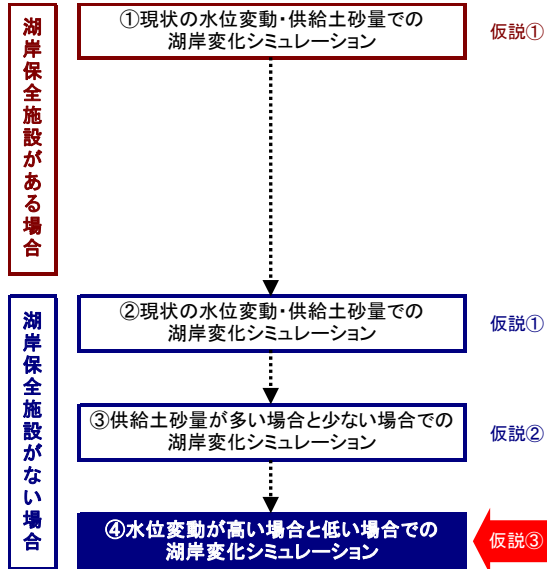 湖岸保全施設がある場合
①現状の水位変動・供給土砂量での
湖岸変化シミュレーション
仮説①
湖岸保全施設がない場合
②現状の水位変動・供給土砂量での
湖岸変化シミュレーション
仮説①
③供給土砂量が多い場合と少ない場合での
湖岸変化シミュレーション
仮説②
④水位変動が高い場合と低い場合での
湖岸変化シミュレーション
仮説③